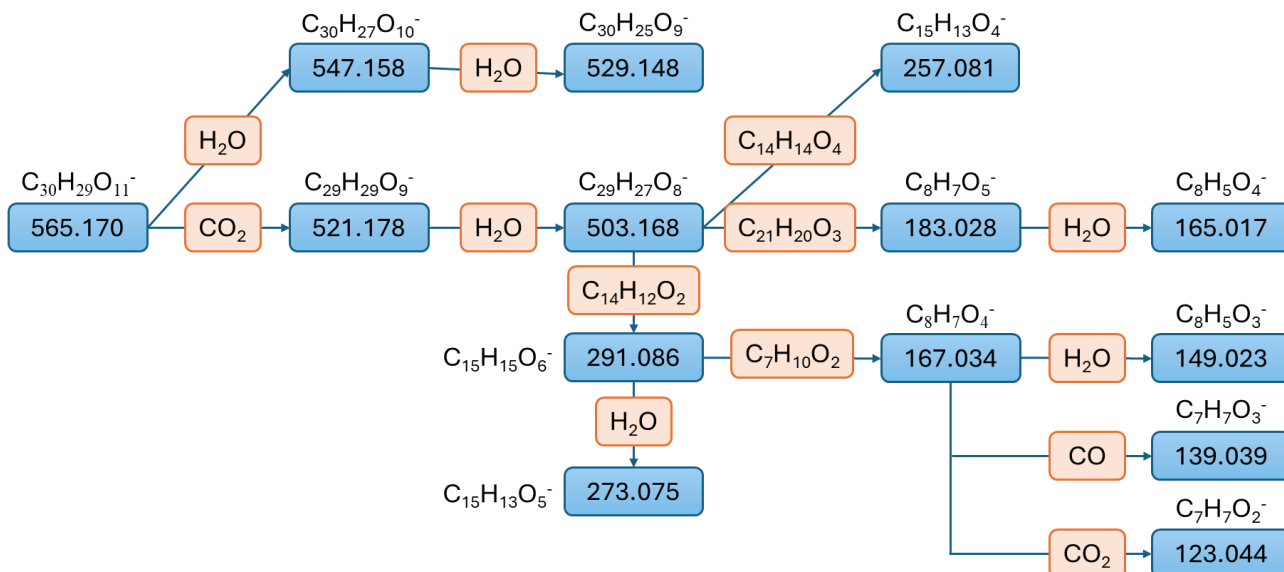 C₃₀H₂₇O₁₀⁻ C₃₀H₂₅O₉⁻ C₁₅H₁₃O₄⁻
547.158 H₂O 529.148 257.081
H₂O C₁₄H₁₄O₄
C₃₀H₂₉O₁₁⁻ C₂₉H₂₉O₉⁻ C₂₉H₂₇O₈⁻ C₈H₇O₅⁻ C₈H₅O₄⁻
565.170 CO₂ 521.178 H₂O 503.168 C₂₁H₂₀O₃ 183.028 H₂O 165.017
C₁₄H₁₂O₂
C₈H₇O₄⁻ C₈H₅O₃⁻
C₁₅H₁₅O₆⁻ 291.086 C₇H₁₀O₂ 167.034 H₂O 149.023
H₂O C₇H₇O₃⁻
CO 139.039
C₁₅H₁₃O₅⁻ 273.075
C₇H₇O₂⁻
CO₂ 123.044